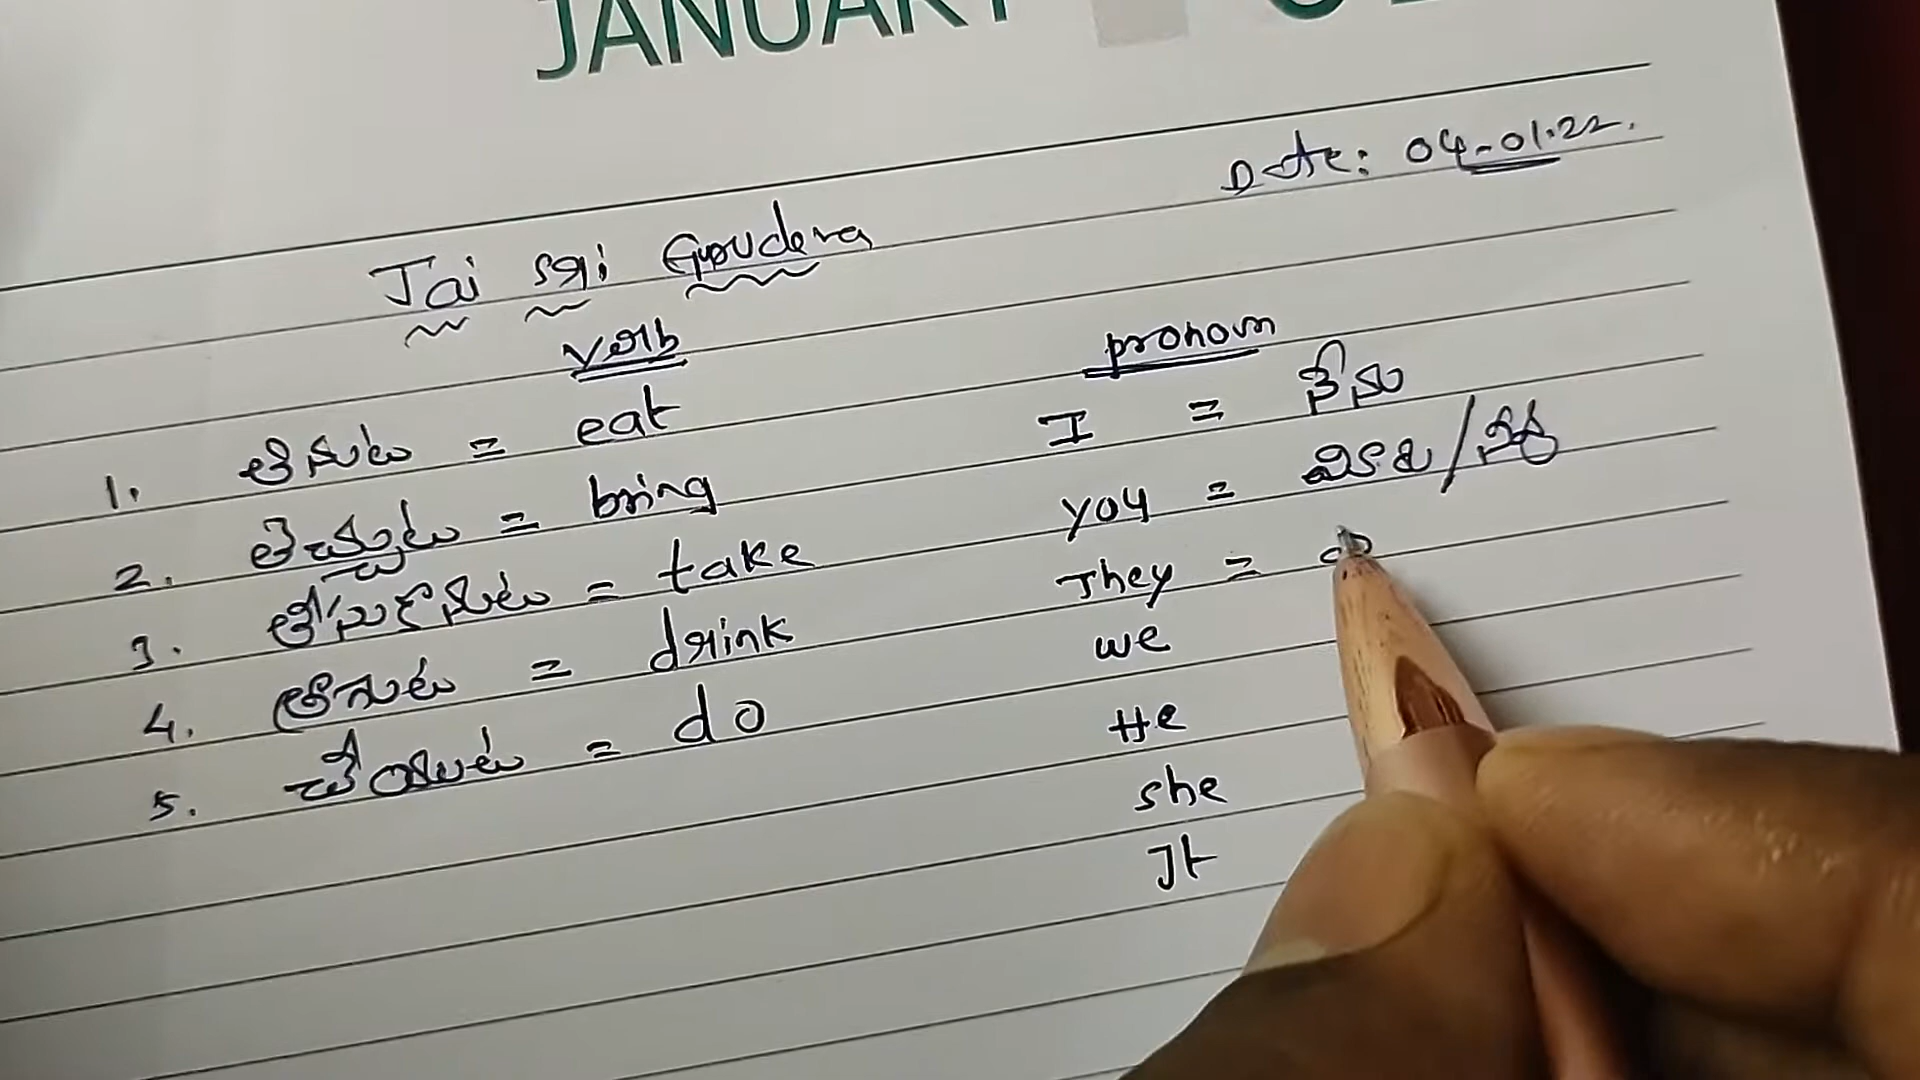 JANUARY
Date: 04-01-22.
Jai sri Gurudeva
verb
1. తినుట = eat
2. తెచ్చుట = bring
3. తీసుకొనుట = take
4. త్రాగుట = drink
5. చేయుట = do
pronoun
I = నేను
you = మీరు/నీవు
They =
we
He
she
It